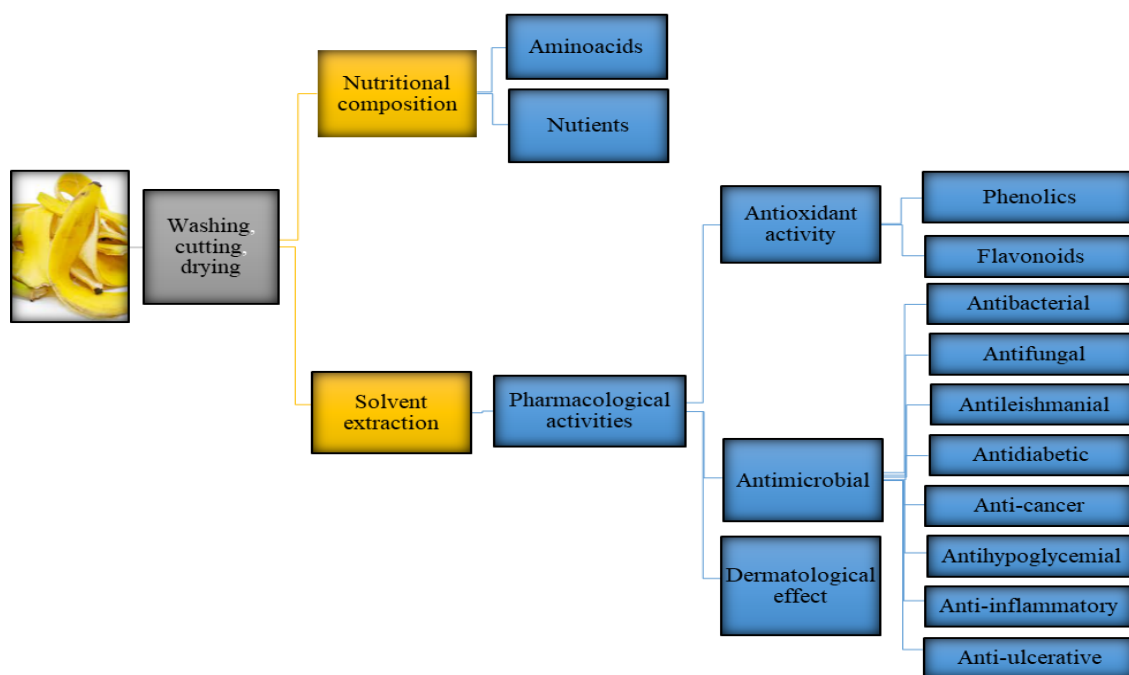 Washing,
cutting,
drying
Nutritional
composition
Aminoacids
Nutients
Solvent
extraction
Pharmacological
activities
Antioxidant
activity
Phenolics
Flavonoids
Antimicrobial
Antibacterial
Antifungal
Antileishmanial
Antidiabetic
Anti-cancer
Antihypoglycemial
Anti-inflammatory
Anti-ulcerative
Dermatological
effect